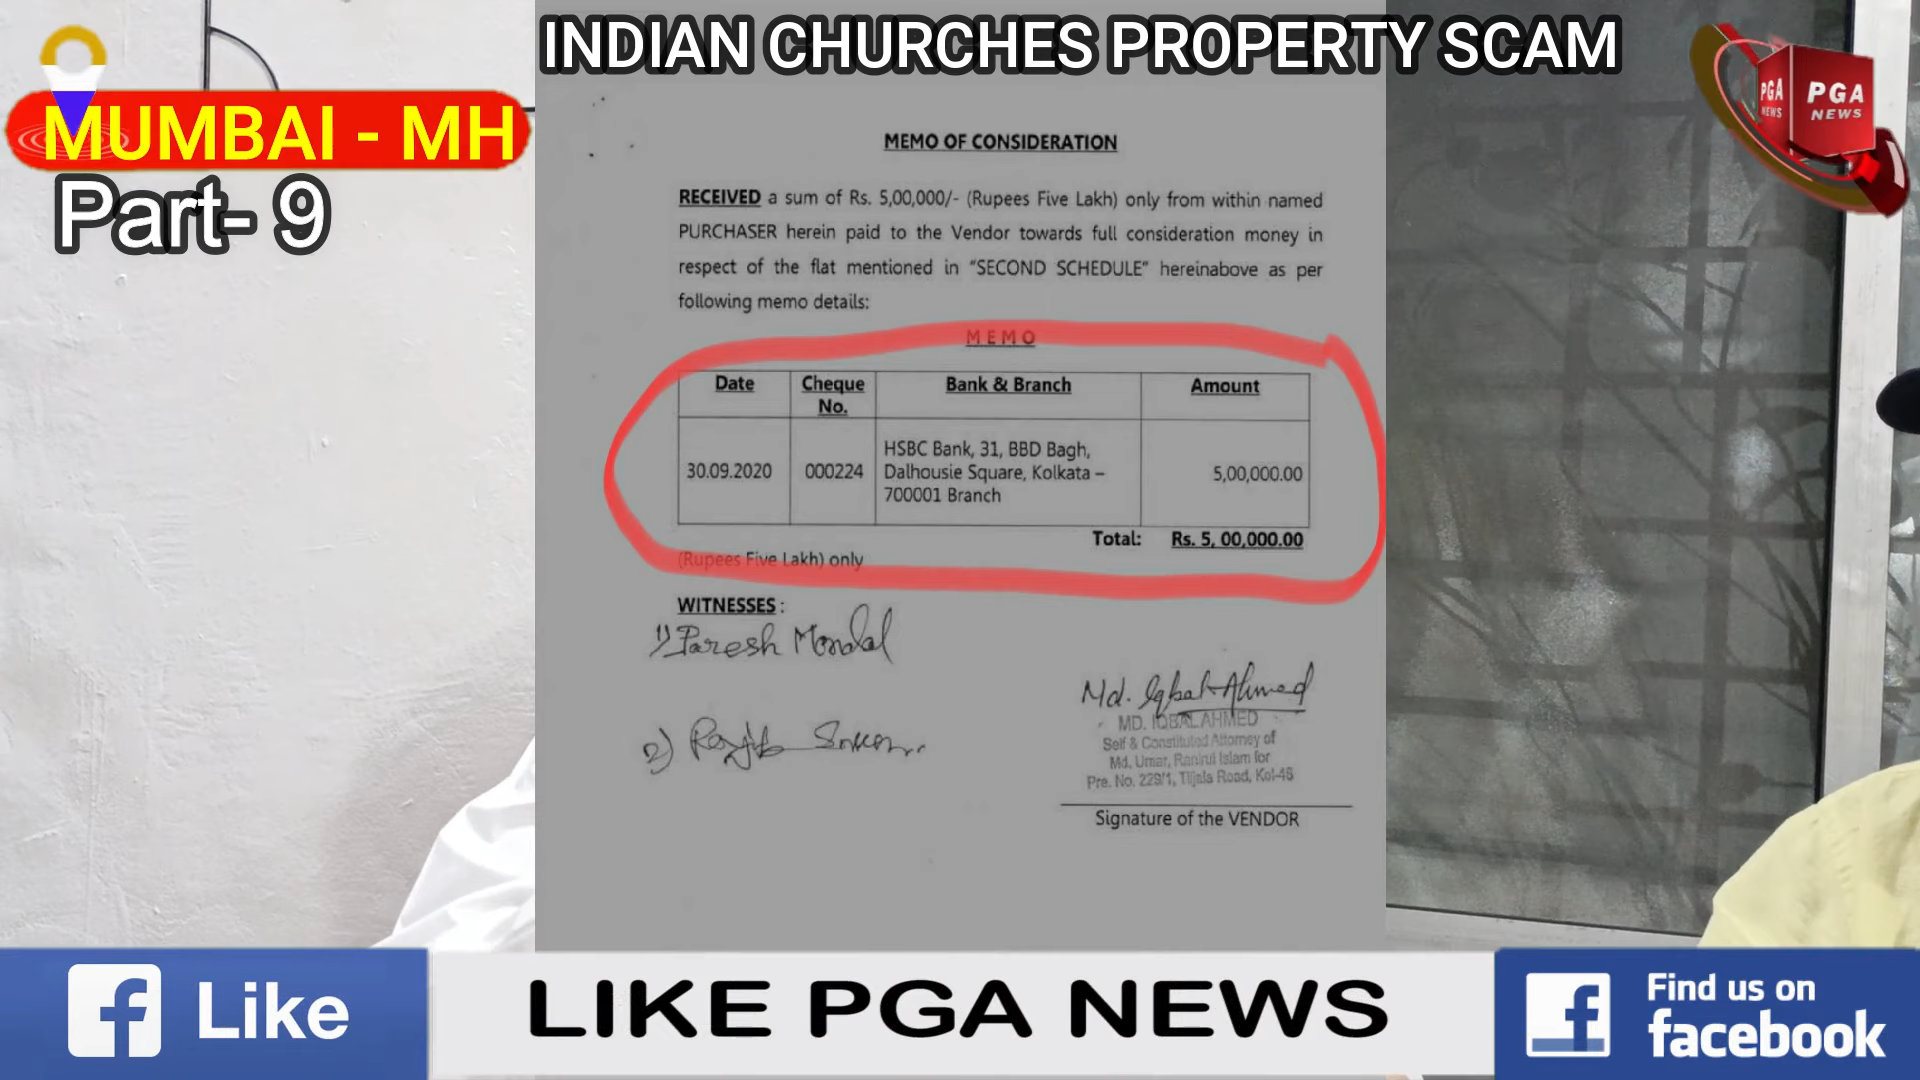 INDIAN CHURCHES PROPERTY SCAM
MUMBAI - MH
Part- 9
PGA NEWS
PGA NEWS
MEMO OF CONSIDERATION
RECEIVED a sum of Rs. 5,00,000/- (Rupees Five Lakh) only from within named
PURCHASER herein paid to the Vendor towards full consideration money in
respect of the flat mentioned in "SECOND SCHEDULE" hereinabove as per
following memo details:
MEMO
Date Cheque No. Bank & Branch Amount
30.09.2020 000224 HSBC Bank, 31, BBD Bagh, 5,00,000.00
Dalhousie Square, Kolkata –
700001 Branch
Total: Rs. 5, 00,000.00
(Rupees Five Lakh) only
WITNESSES :
1) Paresh Mondal
2)
Md. Iqbal Ahmed
MD. IQBAL AHMED
Self & Constituted Attorney of
Md. Umar, Ranirul Islam for
Pre. No. 229/1, Tiljala Road, Kol-46
Signature of the VENDOR
Like
LIKE PGA NEWS
Find us on
facebook